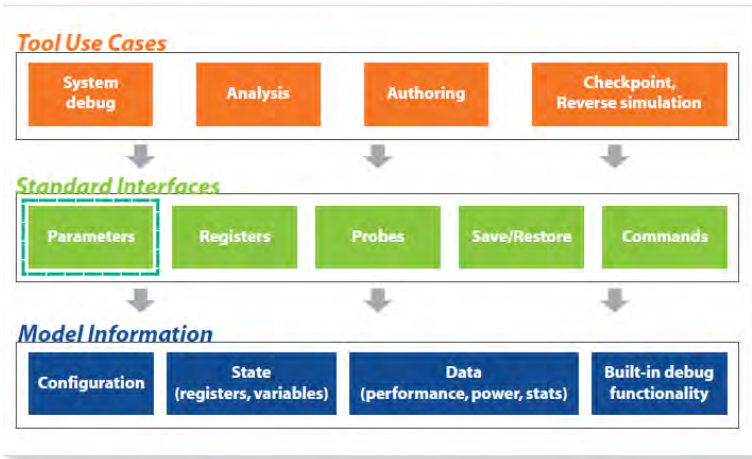 Tool Use Cases
System
debug
Analysis
Authoring
Checkpoint,
Reverse simulation
Standard Interfaces
Parameters
Registers
Probes
Save/Restore
Commands
Model Information
Configuration
State
(registers, variables)
Data
(performance, power, stats)
Built-in debug
functionality